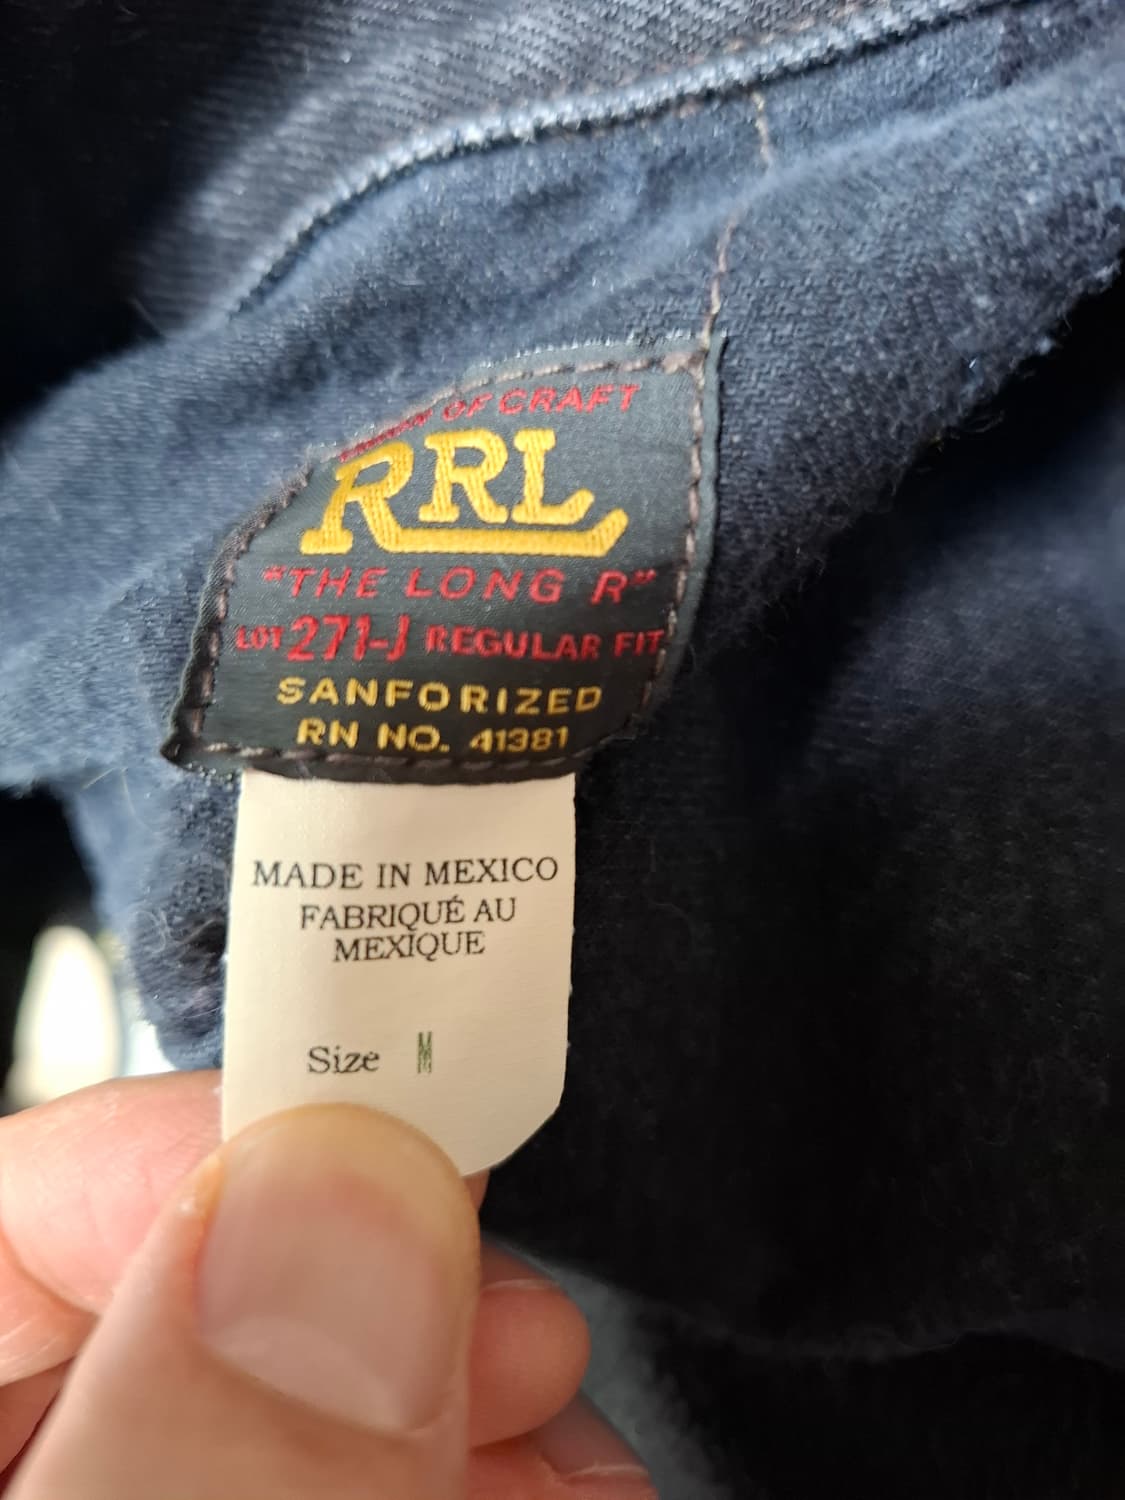 OF CRAFT
RRL
"THE LONG R"
LOT 271-J REGULAR FIT
SANFORIZED
RN NO. 41381
MADE IN MEXICO
FABRIQUÉ AU
MEXIQUE
Size M